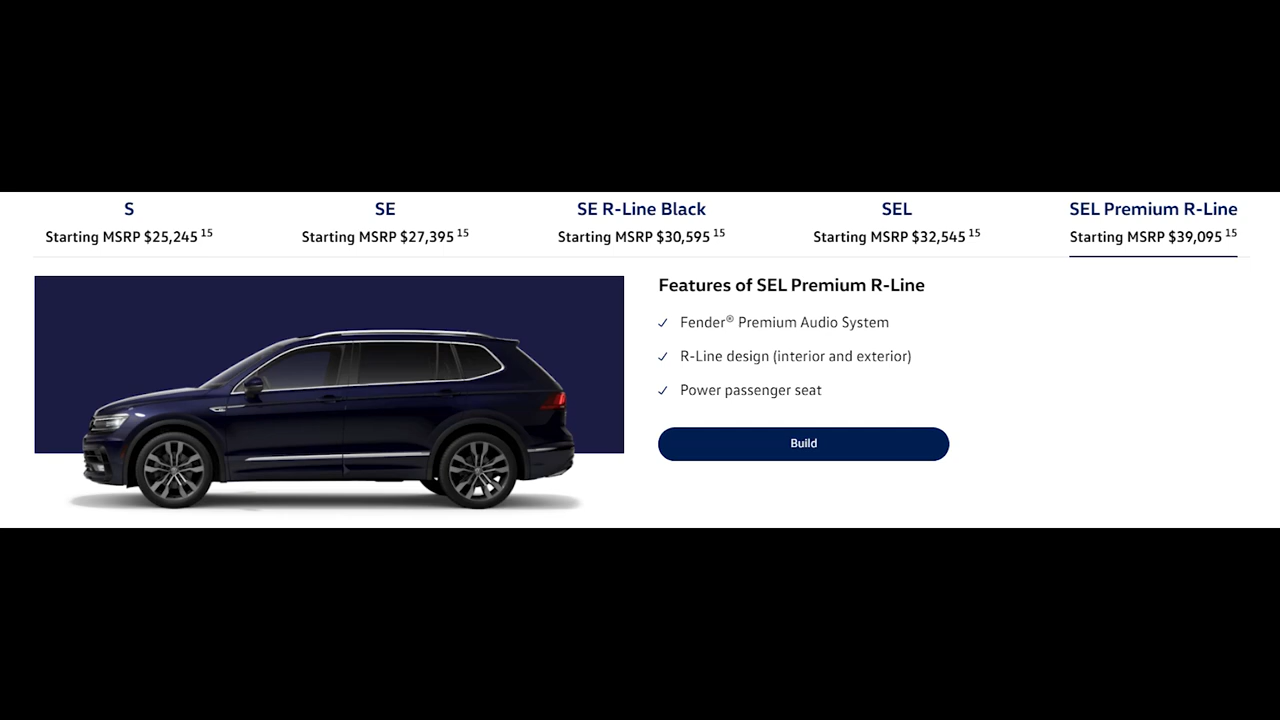 S
Starting MSRP $25,245 15
SE
Starting MSRP $27,395 15
SE R-Line Black
Starting MSRP $30,595 15
SEL
Starting MSRP $32,545 15
SEL Premium R-Line
Starting MSRP $39,095 15
Features of SEL Premium R-Line
✓ Fender® Premium Audio System
✓ R-Line design (interior and exterior)
✓ Power passenger seat
Build